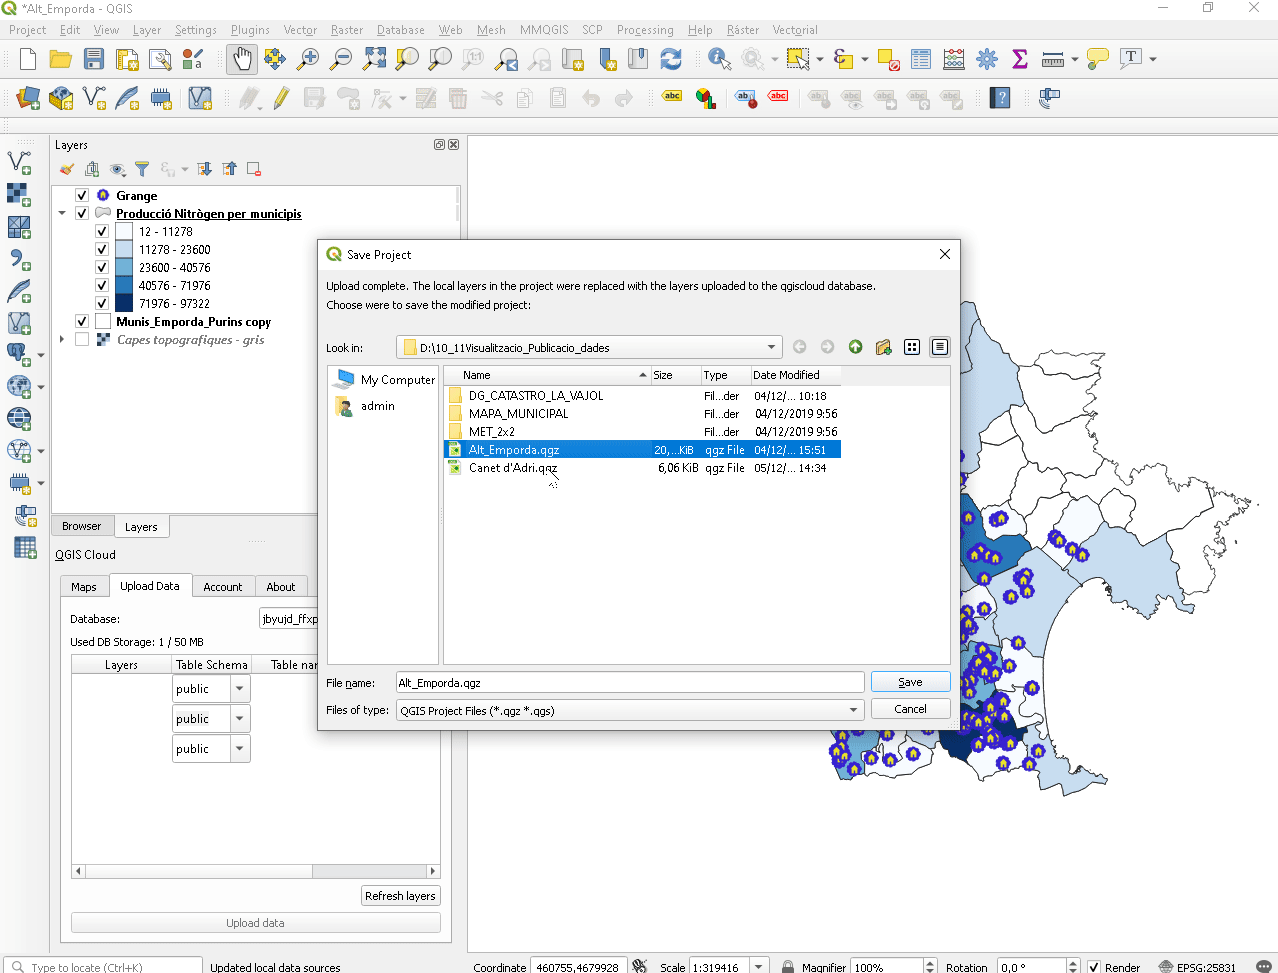 *Alt_Emporda - QGIS
Project Edit View Layer Settings Plugins Vector Raster Database Web Mesh MMQGIS SCP Processing Help Ráster Vectorial
1:1
T
abc abc abc abc
?
Layers
Grange
Producció Nitrògen per municipis
12 - 11278
11278 - 23600
23600 - 40576
40576 - 71976
71976 - 97322
Munis_Emporda_Purins copy
Capes topografiques - gris
Browser Layers
QGIS Cloud
Maps Upload Data Account About
Database: jbyujd_ffxp
Used DB Storage: 1 / 50 MB
Layers Table Schema Table nar
public
public
public
Refresh layers
Upload data
Save Project
Upload complete. The local layers in the project were replaced with the layers uploaded to the qgiscloud database.
Choose were to save the modified project:
Look in: D:\10_11Visualitzacio_Publicacio_dades
My Computer
admin
Name Size Type Date Modified
DG_CATASTRO_LA_VAJOL Fil...der 04/12/... 10:18
MAPA_MUNICIPAL Fil...der 04/12/2019 9:56
MET_2x2 Fil...der 04/12/2019 9:56
Alt_Emporda.qgz 20,...KiB qgz File 04/12/... 15:51
Canet d'Adri.qgz 6,06 KiB qgz File 05/12/... 14:34
File name: Alt_Emporda.qgz Save
Files of type: QGIS Project Files (*.qgz *.qgs) Cancel
Type to locate (Ctrl+K) Updated local data sources Coordinate 460755,4679928 Scale 1:319416 Magnifier 100% Rotation 0,0 ° Render EPSG:25831